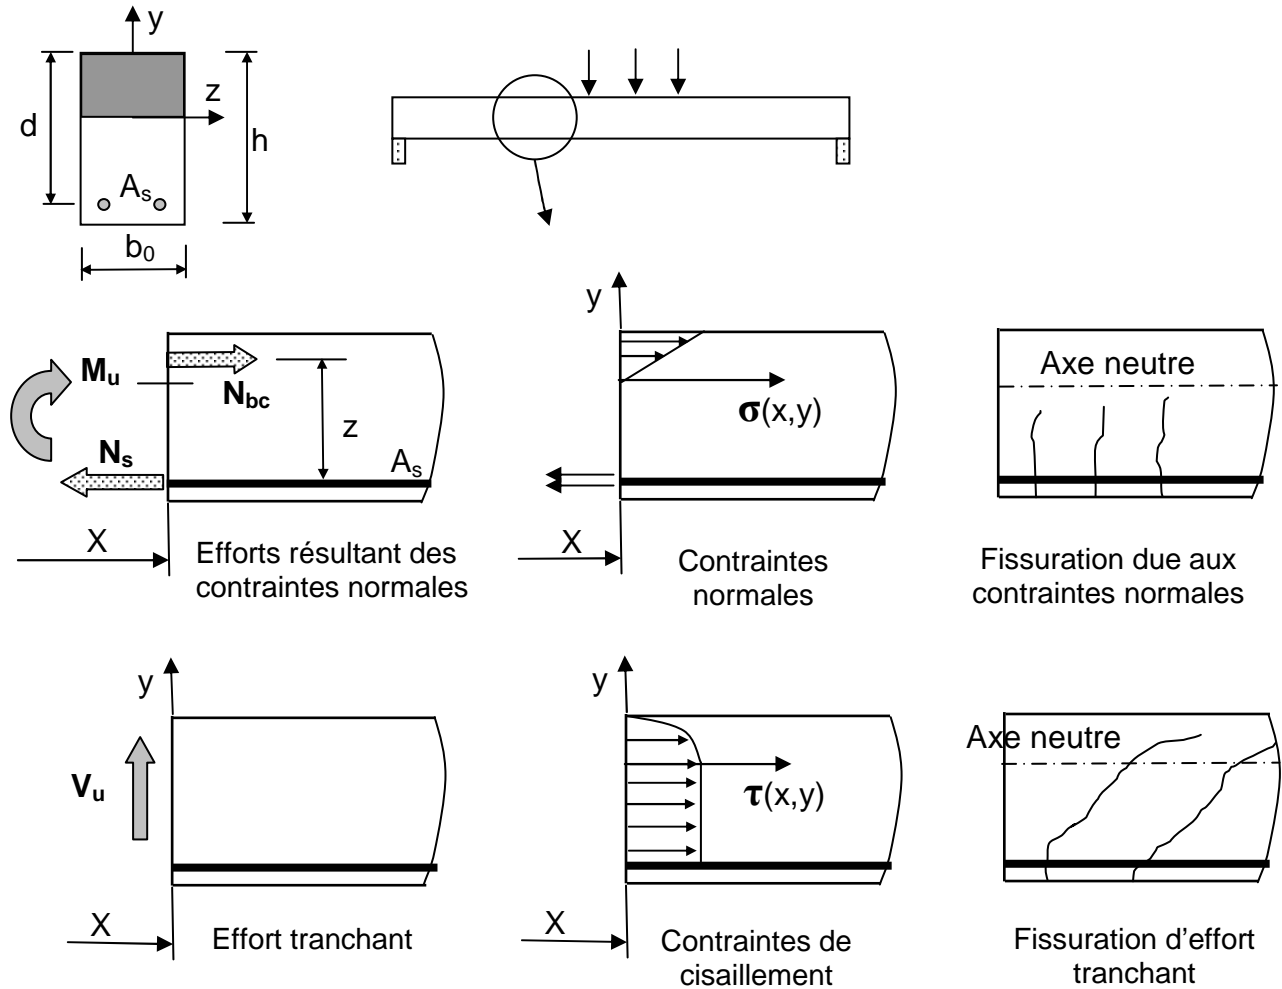 y
z
d
h
As
b0
y
Mu
Nbc
z
Ns
As
X
Efforts résultant des
contraintes normales
σ(x,y)
X
Contraintes
normales
Axe neutre
Fissuration due aux
contraintes normales
y
Vu
X
Effort tranchant
y
τ(x,y)
X
Contraintes de
cisaillement
Axe neutre
Fissuration d'effort
tranchant